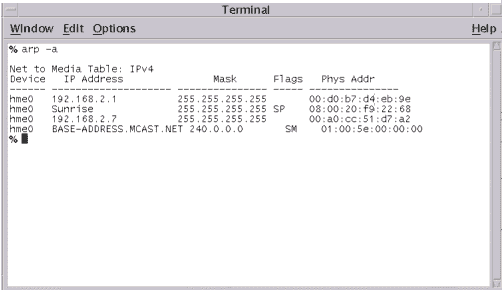 Terminal
Window Edit Options Help
% arp -a
Net to Media Table: IPv4
Device IP Address Mask Flags Phys Addr
------ -------------------- --------------- ----- ---------------
hme0 192.168.2.1 255.255.255.255 00:d0:b7:d4:eb:9e
hme0 Sunrise 255.255.255.255 SP 08:00:20:f9:22:68
hme0 192.168.2.7 255.255.255.255 00:a0:cc:51:d7:a2
hme0 BASE-ADDRESS.MCAST.NET 240.0.0.0 SM 01:00:5e:00:00:00
%